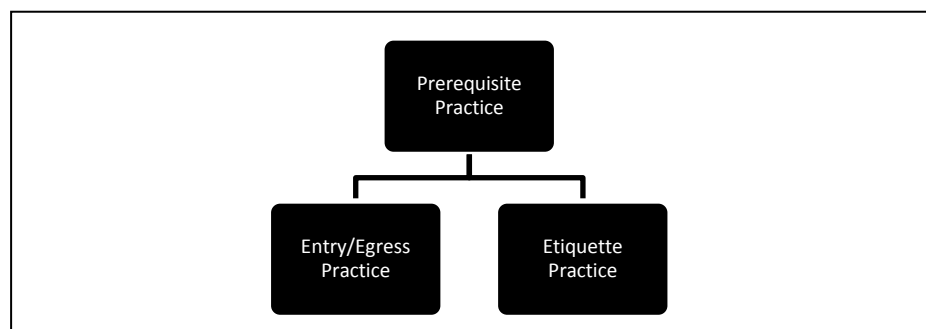 Prerequisite
Practice
Entry/Egress
Practice
Etiquette
Practice